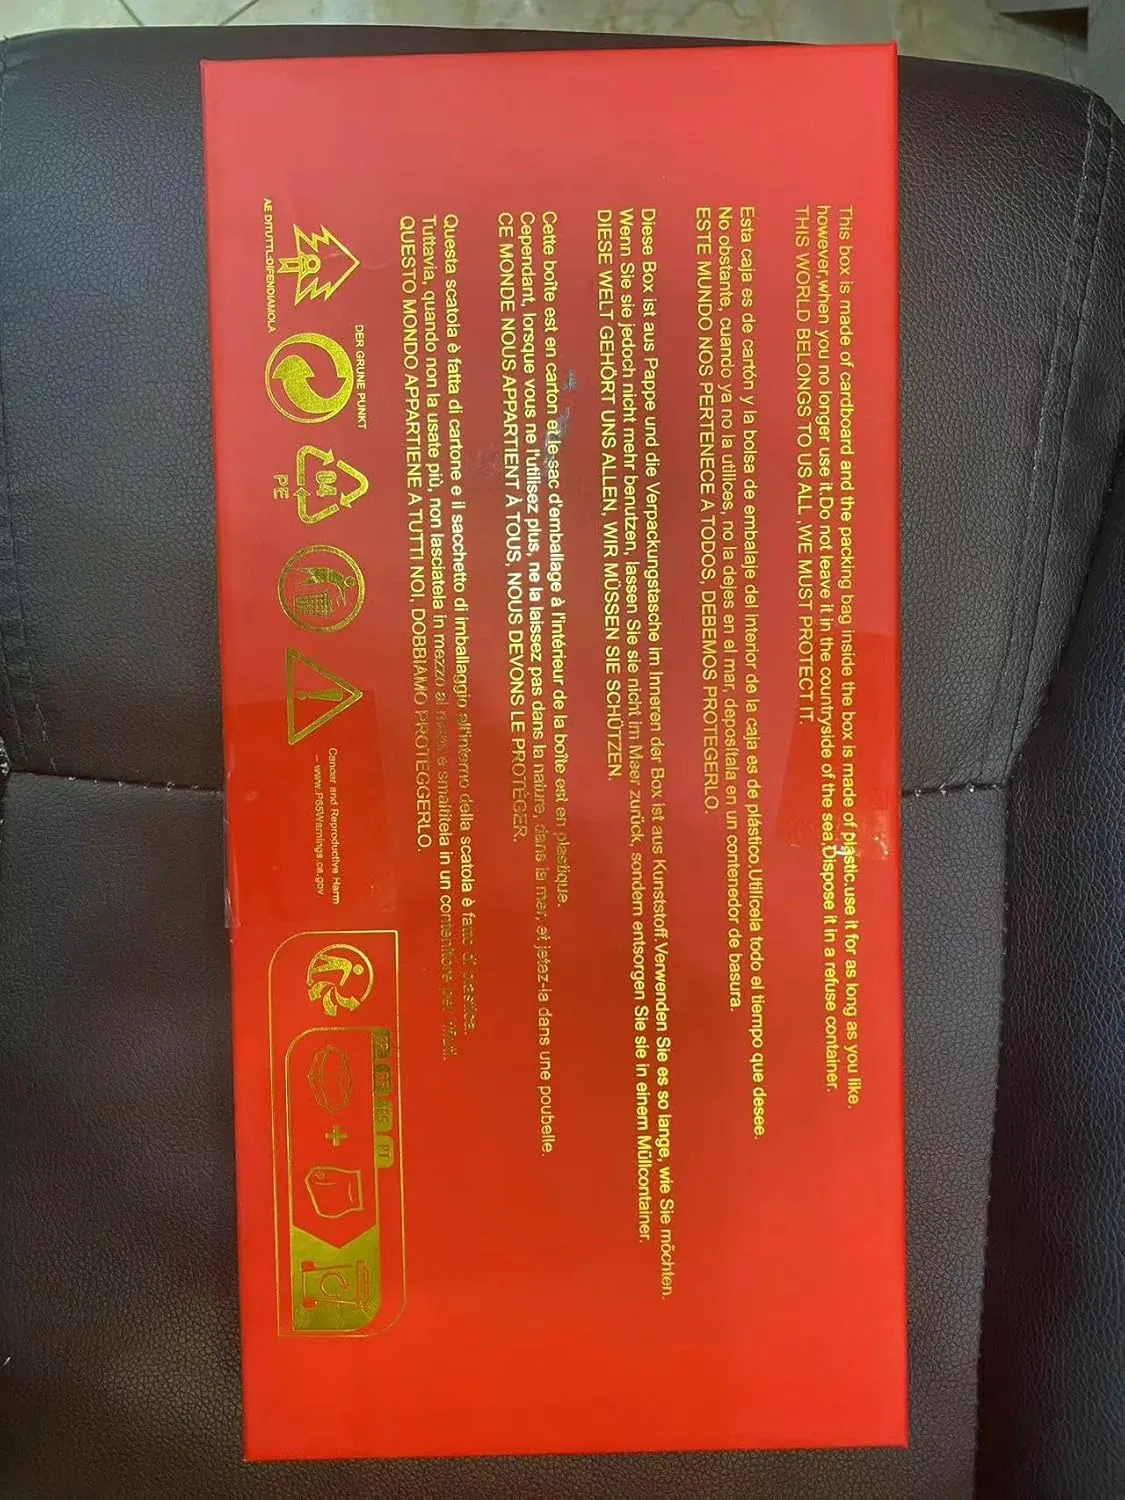 This box is made of cardboard and the packing bag inside the box is made of plastic.use it for as long as you like.
however,when you no longer use it.Do not leave it in the countryside of the sea,Dispose it in a refuse container.
THIS WORLD BELONGS TO US ALL ,WE MUST PROTECT IT.
Esta caja es de cartón y la bolsa de embalaje del interior de la caja es de plástico.Utilícela todo el tiempo que desee.
No obstante, cuando ya no la utilices, no la dejes en el mar, deposítala en un contenedor de basura.
ESTE MUNDO NOS PERTENECE A TODOS, DEBEMOS PROTEGERLO.
Diese Box ist aus Pappe und die Verpackungstasche im Inneren der Box ist aus Kunststoff.Verwenden Sie es so lange, wie Sie möchten.
Wenn Sie sie jedoch nicht mehr benutzen, lassen Sie sie nicht im Meer zurück, sondern entsorgen Sie sie in einem Müllcontainer.
DIESE WELT GEHÖRT UNS ALLEN, WIR MÜSSEN SIE SCHÜTZEN.
Cette boîte est en carton et le sac d'emballage à l'intérieur de la boîte est en plastique.
Cependant, lorsque vous ne l'utilisez plus, ne la laissez pas dans la nature, dans la mer, et jetez-la dans une poubelle.
CE MONDE NOUS APPARTIENT À TOUS, NOUS DEVONS LE PROTÉGER.
Questa scatola è fatta di cartone e il sacchetto di imballaggio all'interno della scatola è fatto di plastica.
Tuttavia, quando non la usate più, non lasciatela in mezzo al mare, e smaltitela in un contenitore per rifiuti.
QUESTO MONDO APPARTIENE A TUTTI NOI, DOBBIAMO PROTEGGERLO.
AE DITUTTI..DIFENDIAMOLA
DER GRUNE PUNKT
04
PE
Cancer and Reproductive Harm
– www.P65Warnings.ca.gov
PT